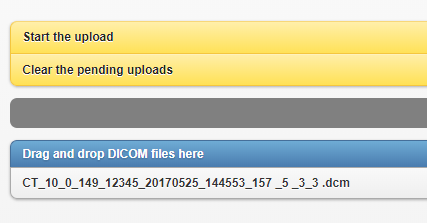 Start the upload
Clear the pending uploads
Drag and drop DICOM files here
CT_10_0_149_12345_20170525_144553_157 _5 _3_3 .dcm